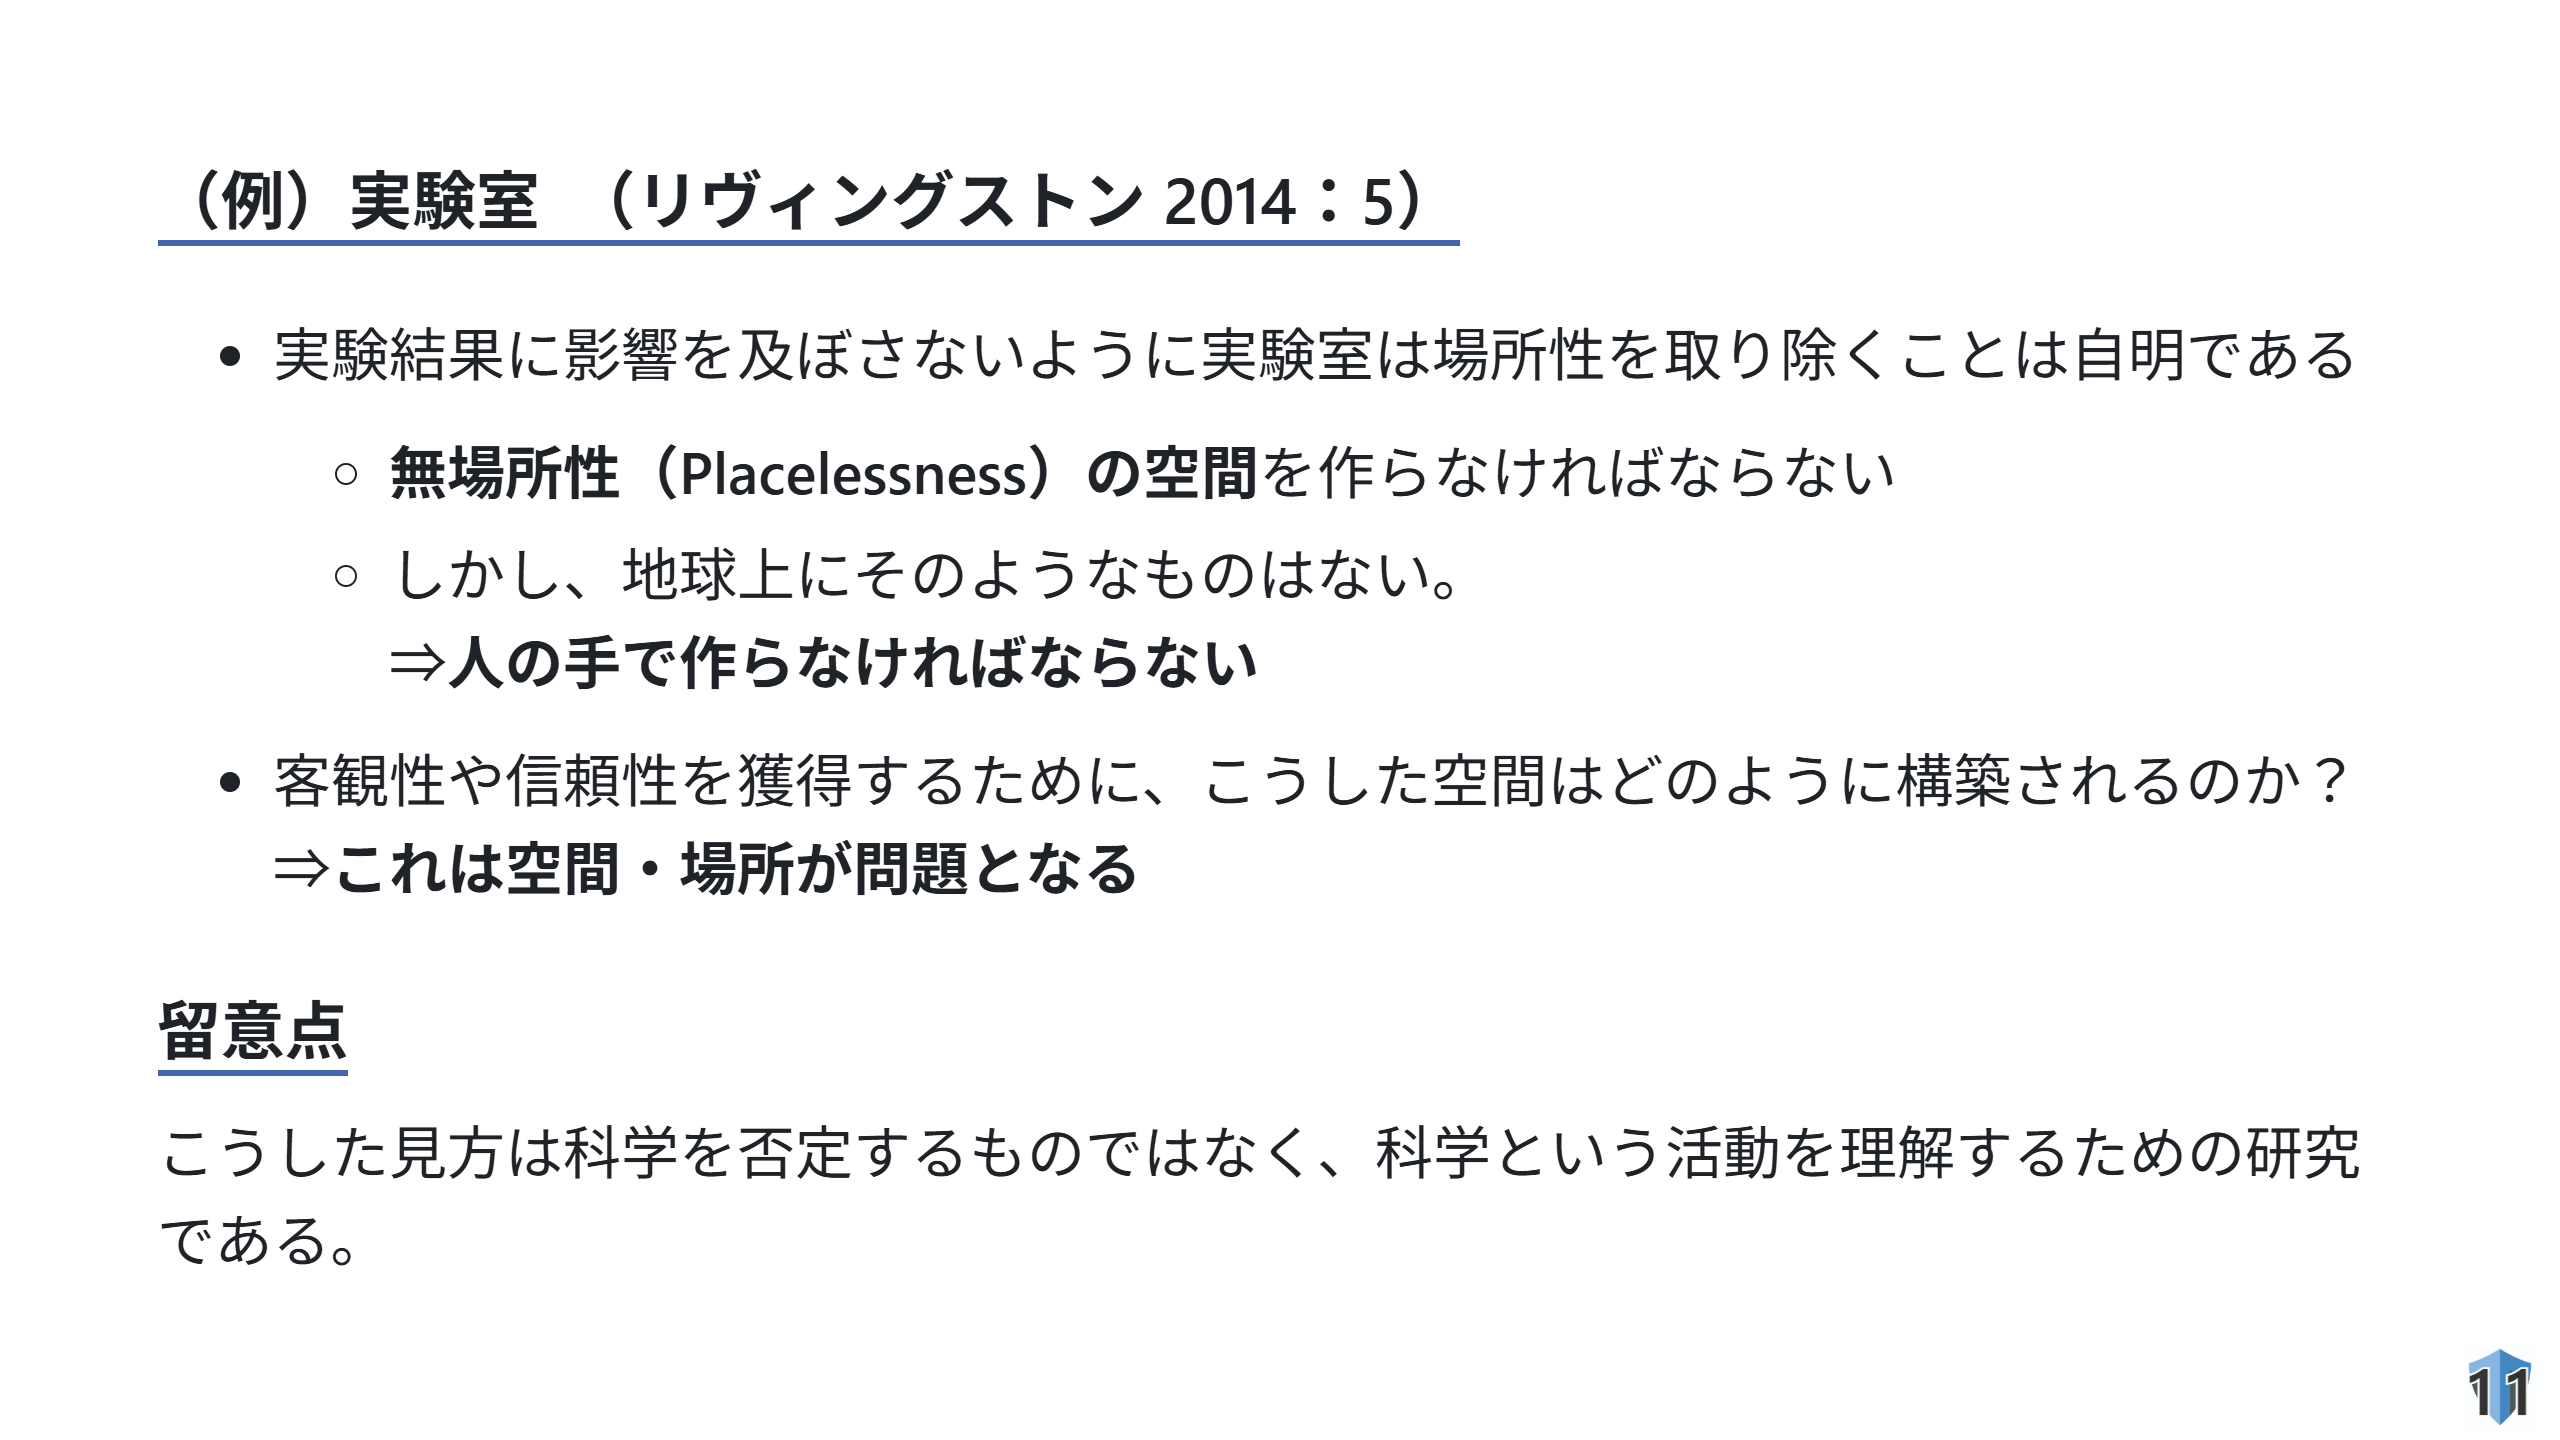 （例）実験室　（リヴィングストン 2014：5）
• 実験結果に影響を及ぼさないように実験室は場所性を取り除くことは自明である
○ 無場所性（Placelessness）の空間を作らなければならない
○ しかし、地球上にそのようなものはない。
⇒人の手で作らなければならない
• 客観性や信頼性を獲得するために、こうした空間はどのように構築されるのか？
⇒これは空間・場所が問題となる
留意点
こうした見方は科学を否定するものではなく、科学という活動を理解するための研究
である。
11